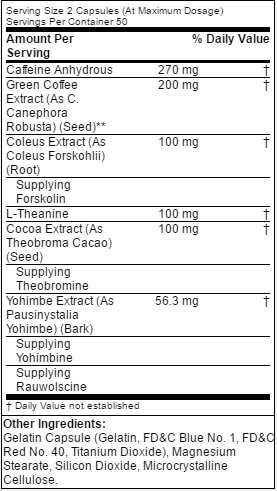 Serving Size 2 Capsules (At Maximum Dosage)
Servings Per Container 50
Amount Per Serving % Daily Value
Caffeine Anhydrous 270 mg †
Green Coffee 200 mg †
Extract (As C.
Canephora
Robusta) (Seed)**
Coleus Extract (As 100 mg †
Coleus Forskohlii)
(Root)
Supplying
Forskolin
L-Theanine 100 mg †
Cocoa Extract (As 100 mg †
Theobroma Cacao)
(Seed)
Supplying
Theobromine
Yohimbe Extract (As 56.3 mg †
Pausinystalia
Yohimbe) (Bark)
Supplying
Yohimbine
Supplying
Rauwolscine
† Daily Value not established
Other Ingredients:
Gelatin Capsule (Gelatin, FD&C Blue No. 1, FD&C
Red No. 40, Titanium Dioxide), Magnesium
Stearate, Silicon Dioxide, Microcrystalline
Cellulose.